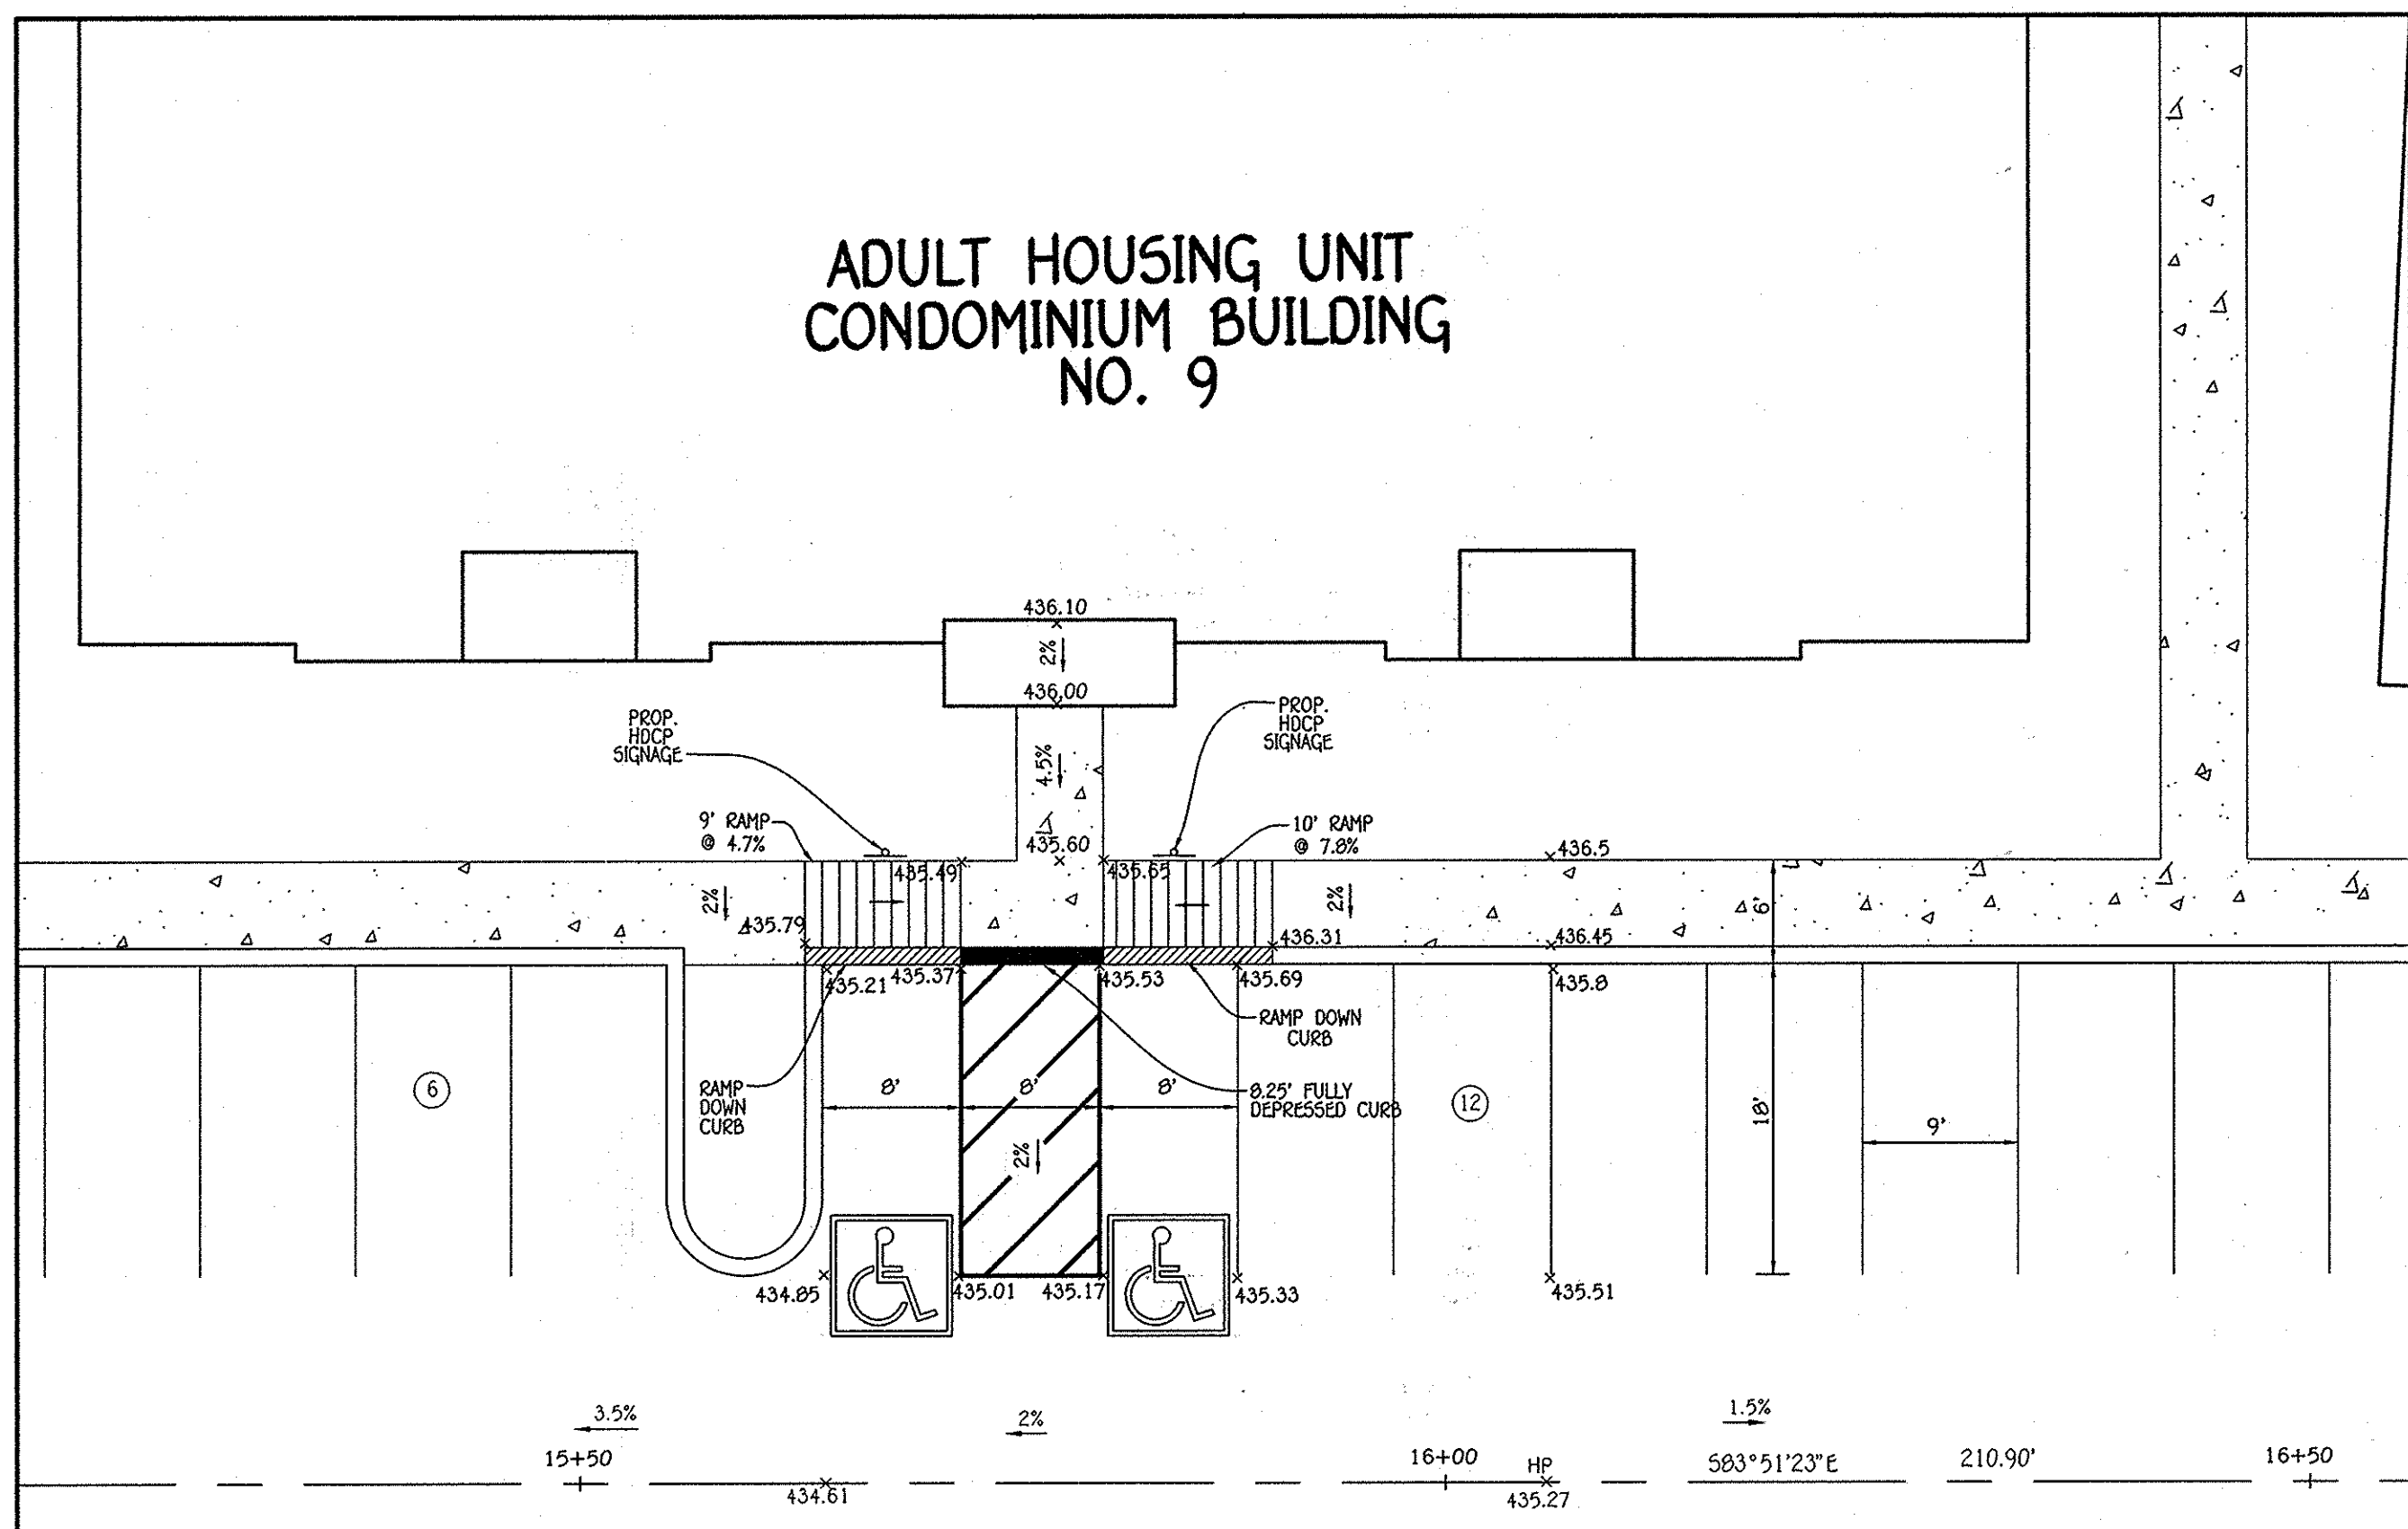 ADULT HOUSING UNIT
CONDOMINIUM BUILDING
NO. 9
436.10
2%
436.00
PROP.
HDCP
SIGNAGE
PROP.
HDCP
SIGNAGE
4.5%
9' RAMP
@ 4.7%
10' RAMP
@ 7.8%
435.60
436.5
435.49
435.65
2%
2%
6'
435.79
436.31
436.45
435.21
435.37
435.53
435.69
435.8
RAMP DOWN
CURB
RAMP
DOWN
CURB
8'
8'
8'
8.25' FULLY
DEPRESSED CURB
6
12
18'
9'
2%
434.85
435.01
435.17
435.33
435.51
3.5%
2%
1.5%
15+50
16+00
HP
S83°51'23"E
210.90'
16+50
434.61
435.27